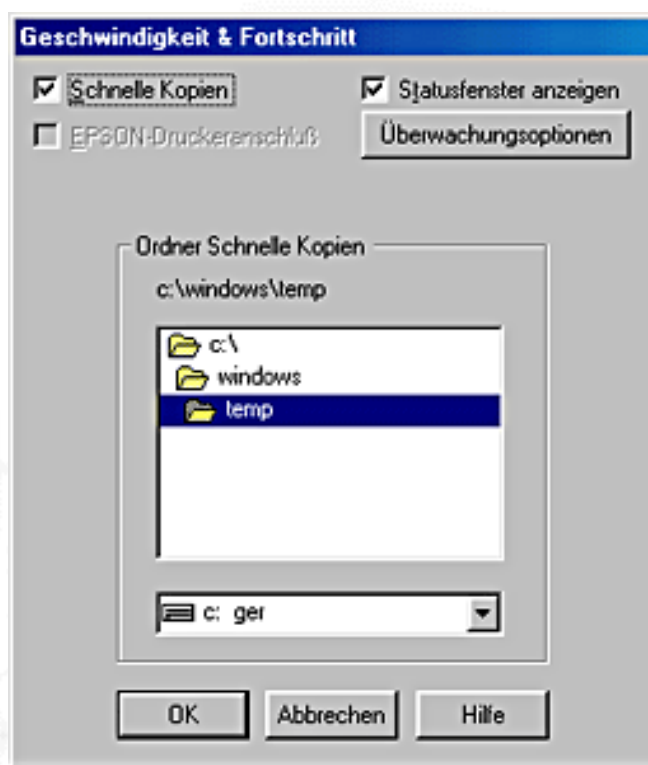 Geschwindigkeit & Fortschritt
Schnelle Kopien
Statusfenster anzeigen
EPSON-Druckeranschluß
Überwachungsoptionen
Ordner Schnelle Kopien
c:\windows\temp
c:\
windows
temp
c: ger
OK
Abbrechen
Hilfe